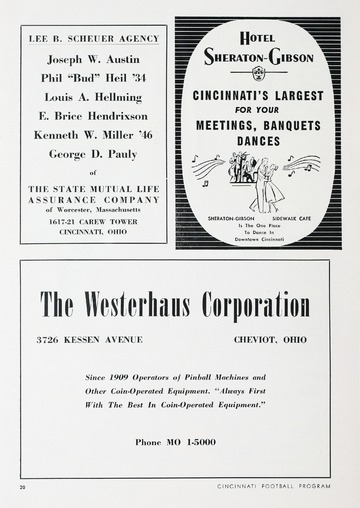 LEE B. SCHEUER AGENCY
Joseph W. Austin
Phil "Bud" Heil '34
Louis A. Hellming
E. Brice Hendrixson
Kenneth W. Miller '46
George D. Pauly
of
THE STATE MUTUAL LIFE
ASSURANCE COMPANY
of Worcester, Massachusetts
1617-21 CAREW TOWER
CINCINNATI, OHIO
HOTEL
SHERATON-GIBSON
CINCINNATI'S LARGEST
FOR YOUR
MEETINGS, BANQUETS
DANCES
SHERATON-GIBSON SIDEWALK CAFE
Is The One Place
To Dance In
Downtown Cincinnati
The Westerhaus Corporation
3726 KESSEN AVENUE CHEVIOT, OHIO
Since 1909 Operators of Pinball Machines and
Other Coin-Operated Equipment. "Always First
With The Best In Coin-Operated Equipment."
Phone MO 1-5000
20 CINCINNATI FOOTBALL PROGRAM